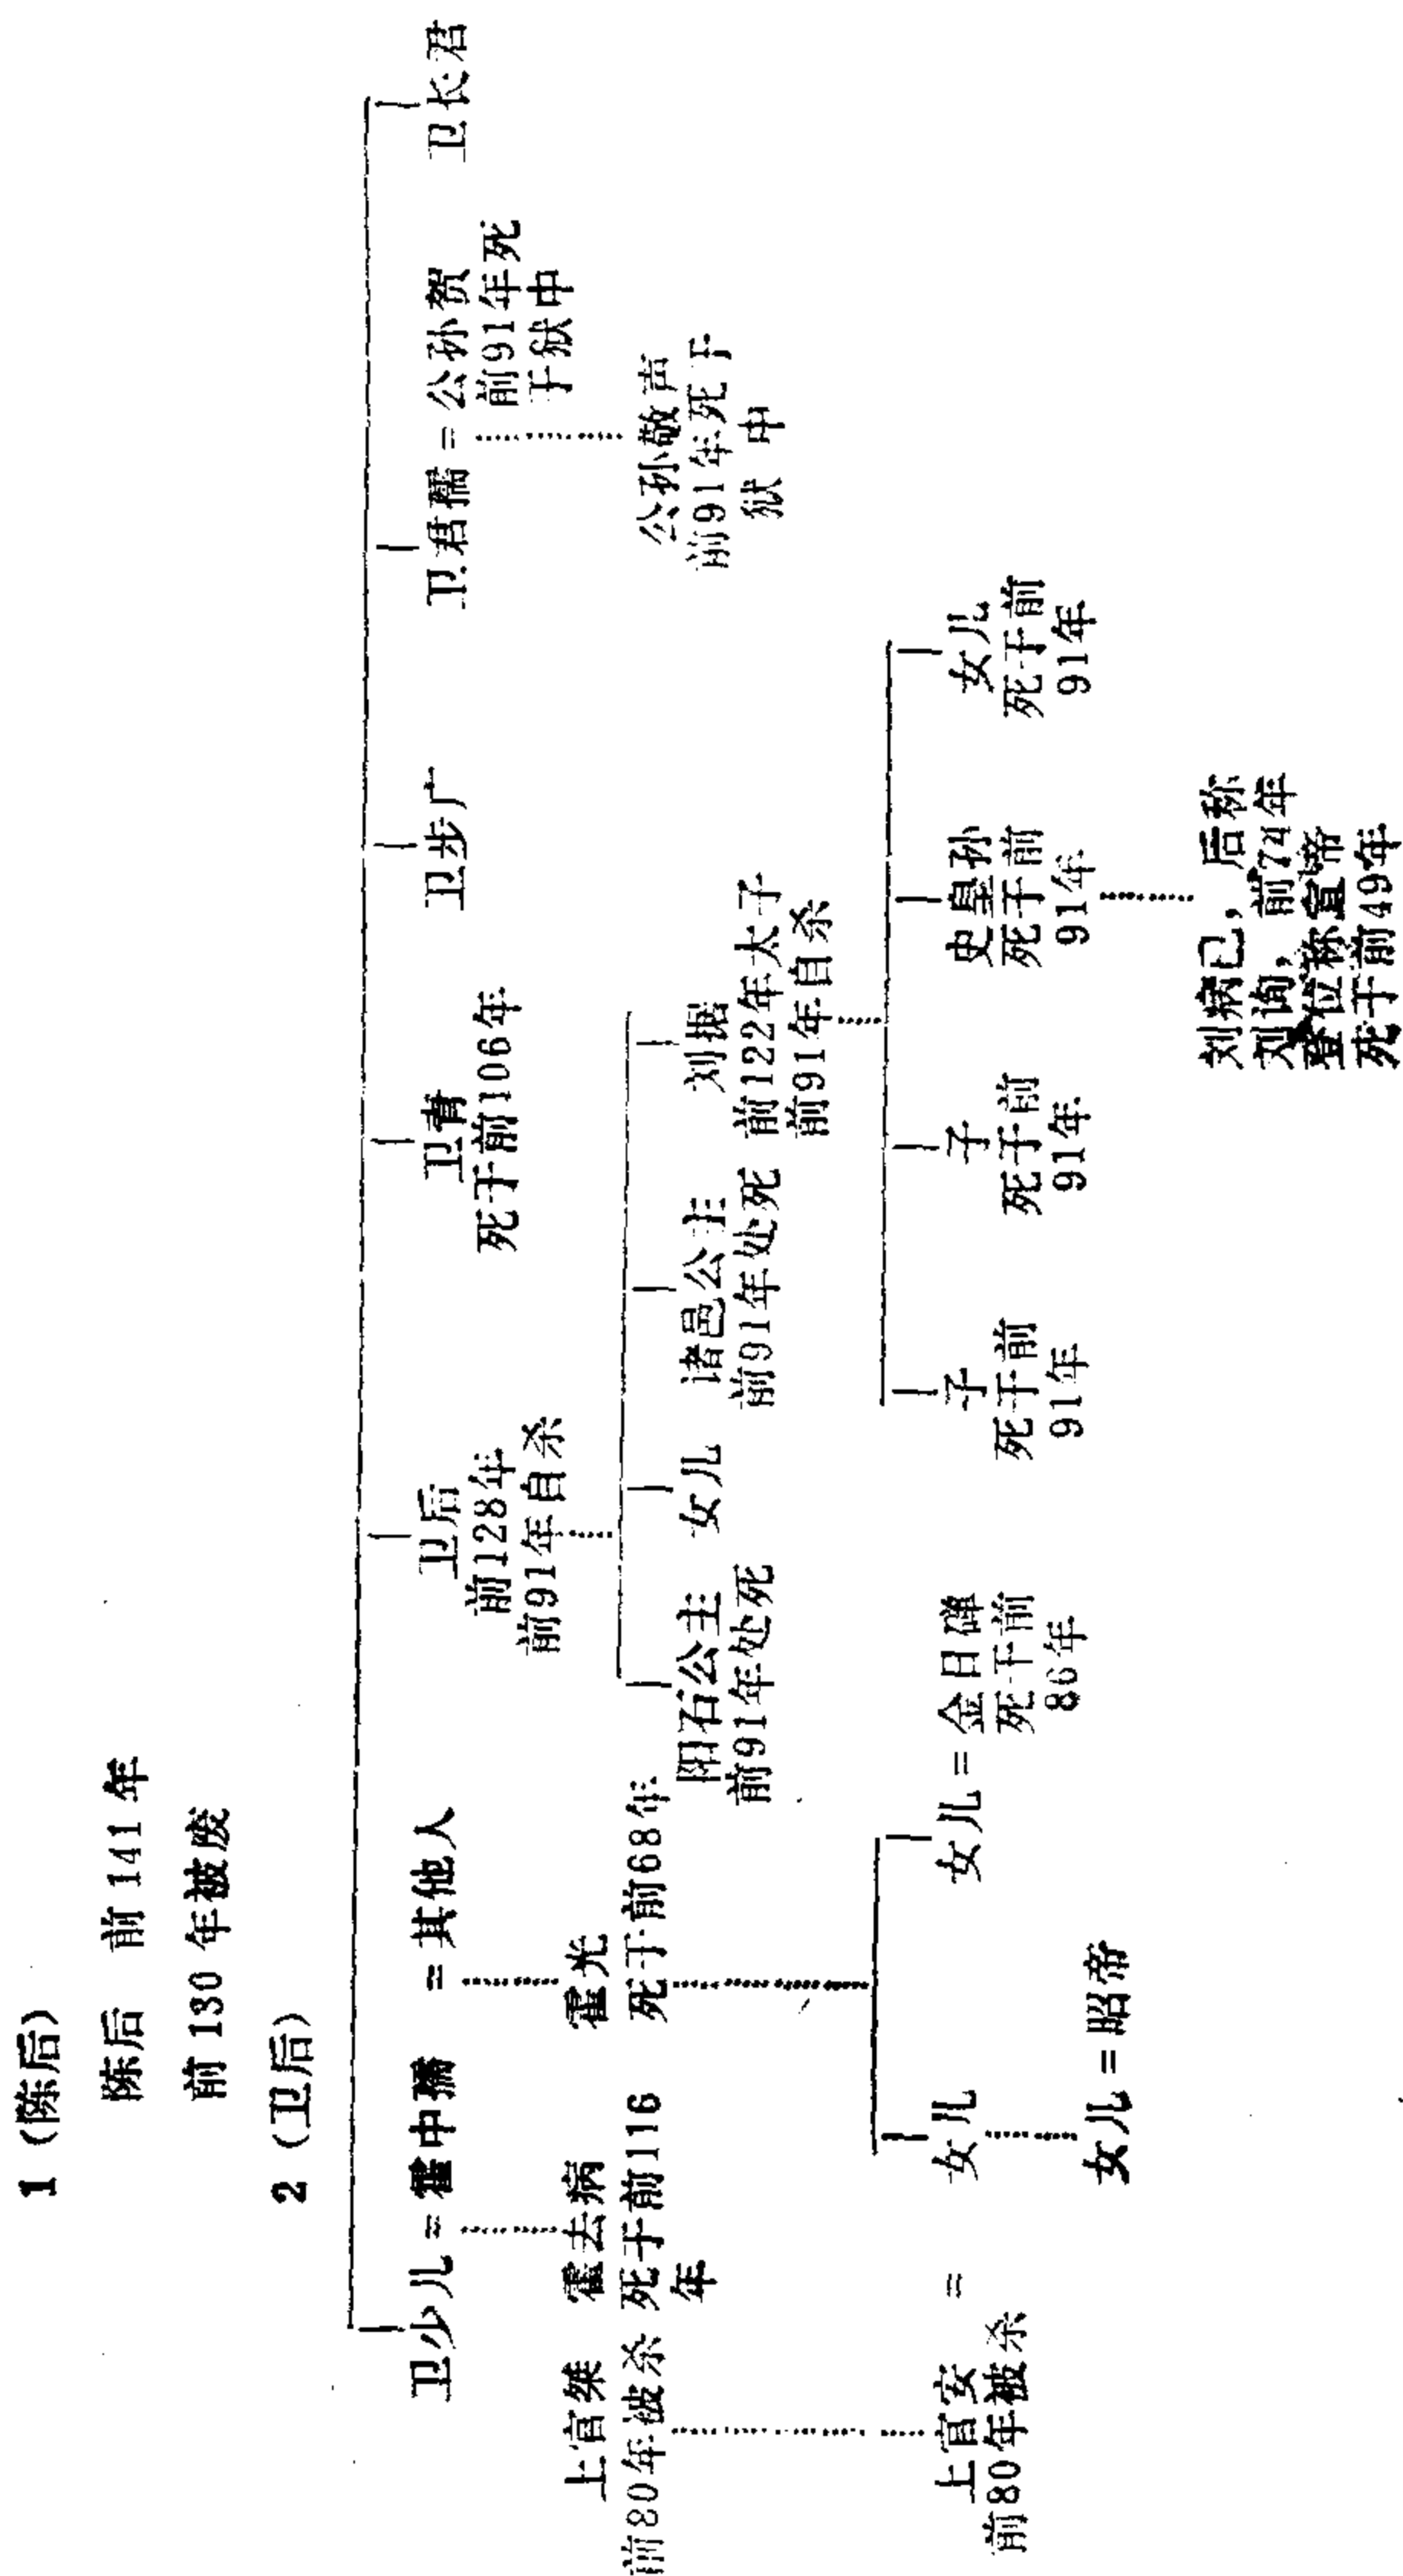 1 (陈后)
陈后 前 141 年
前 130 年被废
2 (卫后)
卫少儿 = 霍中孺 = 其他人
卫后
前128年
前91年自杀
卫青
死于前106年
卫步广
卫君孺 = 公孙贺
前91年死
于狱中
卫长君
上官桀
前80年被杀
霍去病
死于前116
年
霍光
死于前68年
阳石公主
前91年处死
女儿
诸邑公主
前91年处死
刘据
前122年太子
前91年自杀
公孙敬声
前91年死于
狱中
上官安 =
前80年被杀
女儿
女儿 = 金日磾
死于前
86年
子
死于前
91年
子
死于前
91年
史皇孙
死于前
91年
女儿
死于前
91年
女儿 = 昭帝
刘病已，后称
刘询，前74年
登位称宣帝
死于前49年